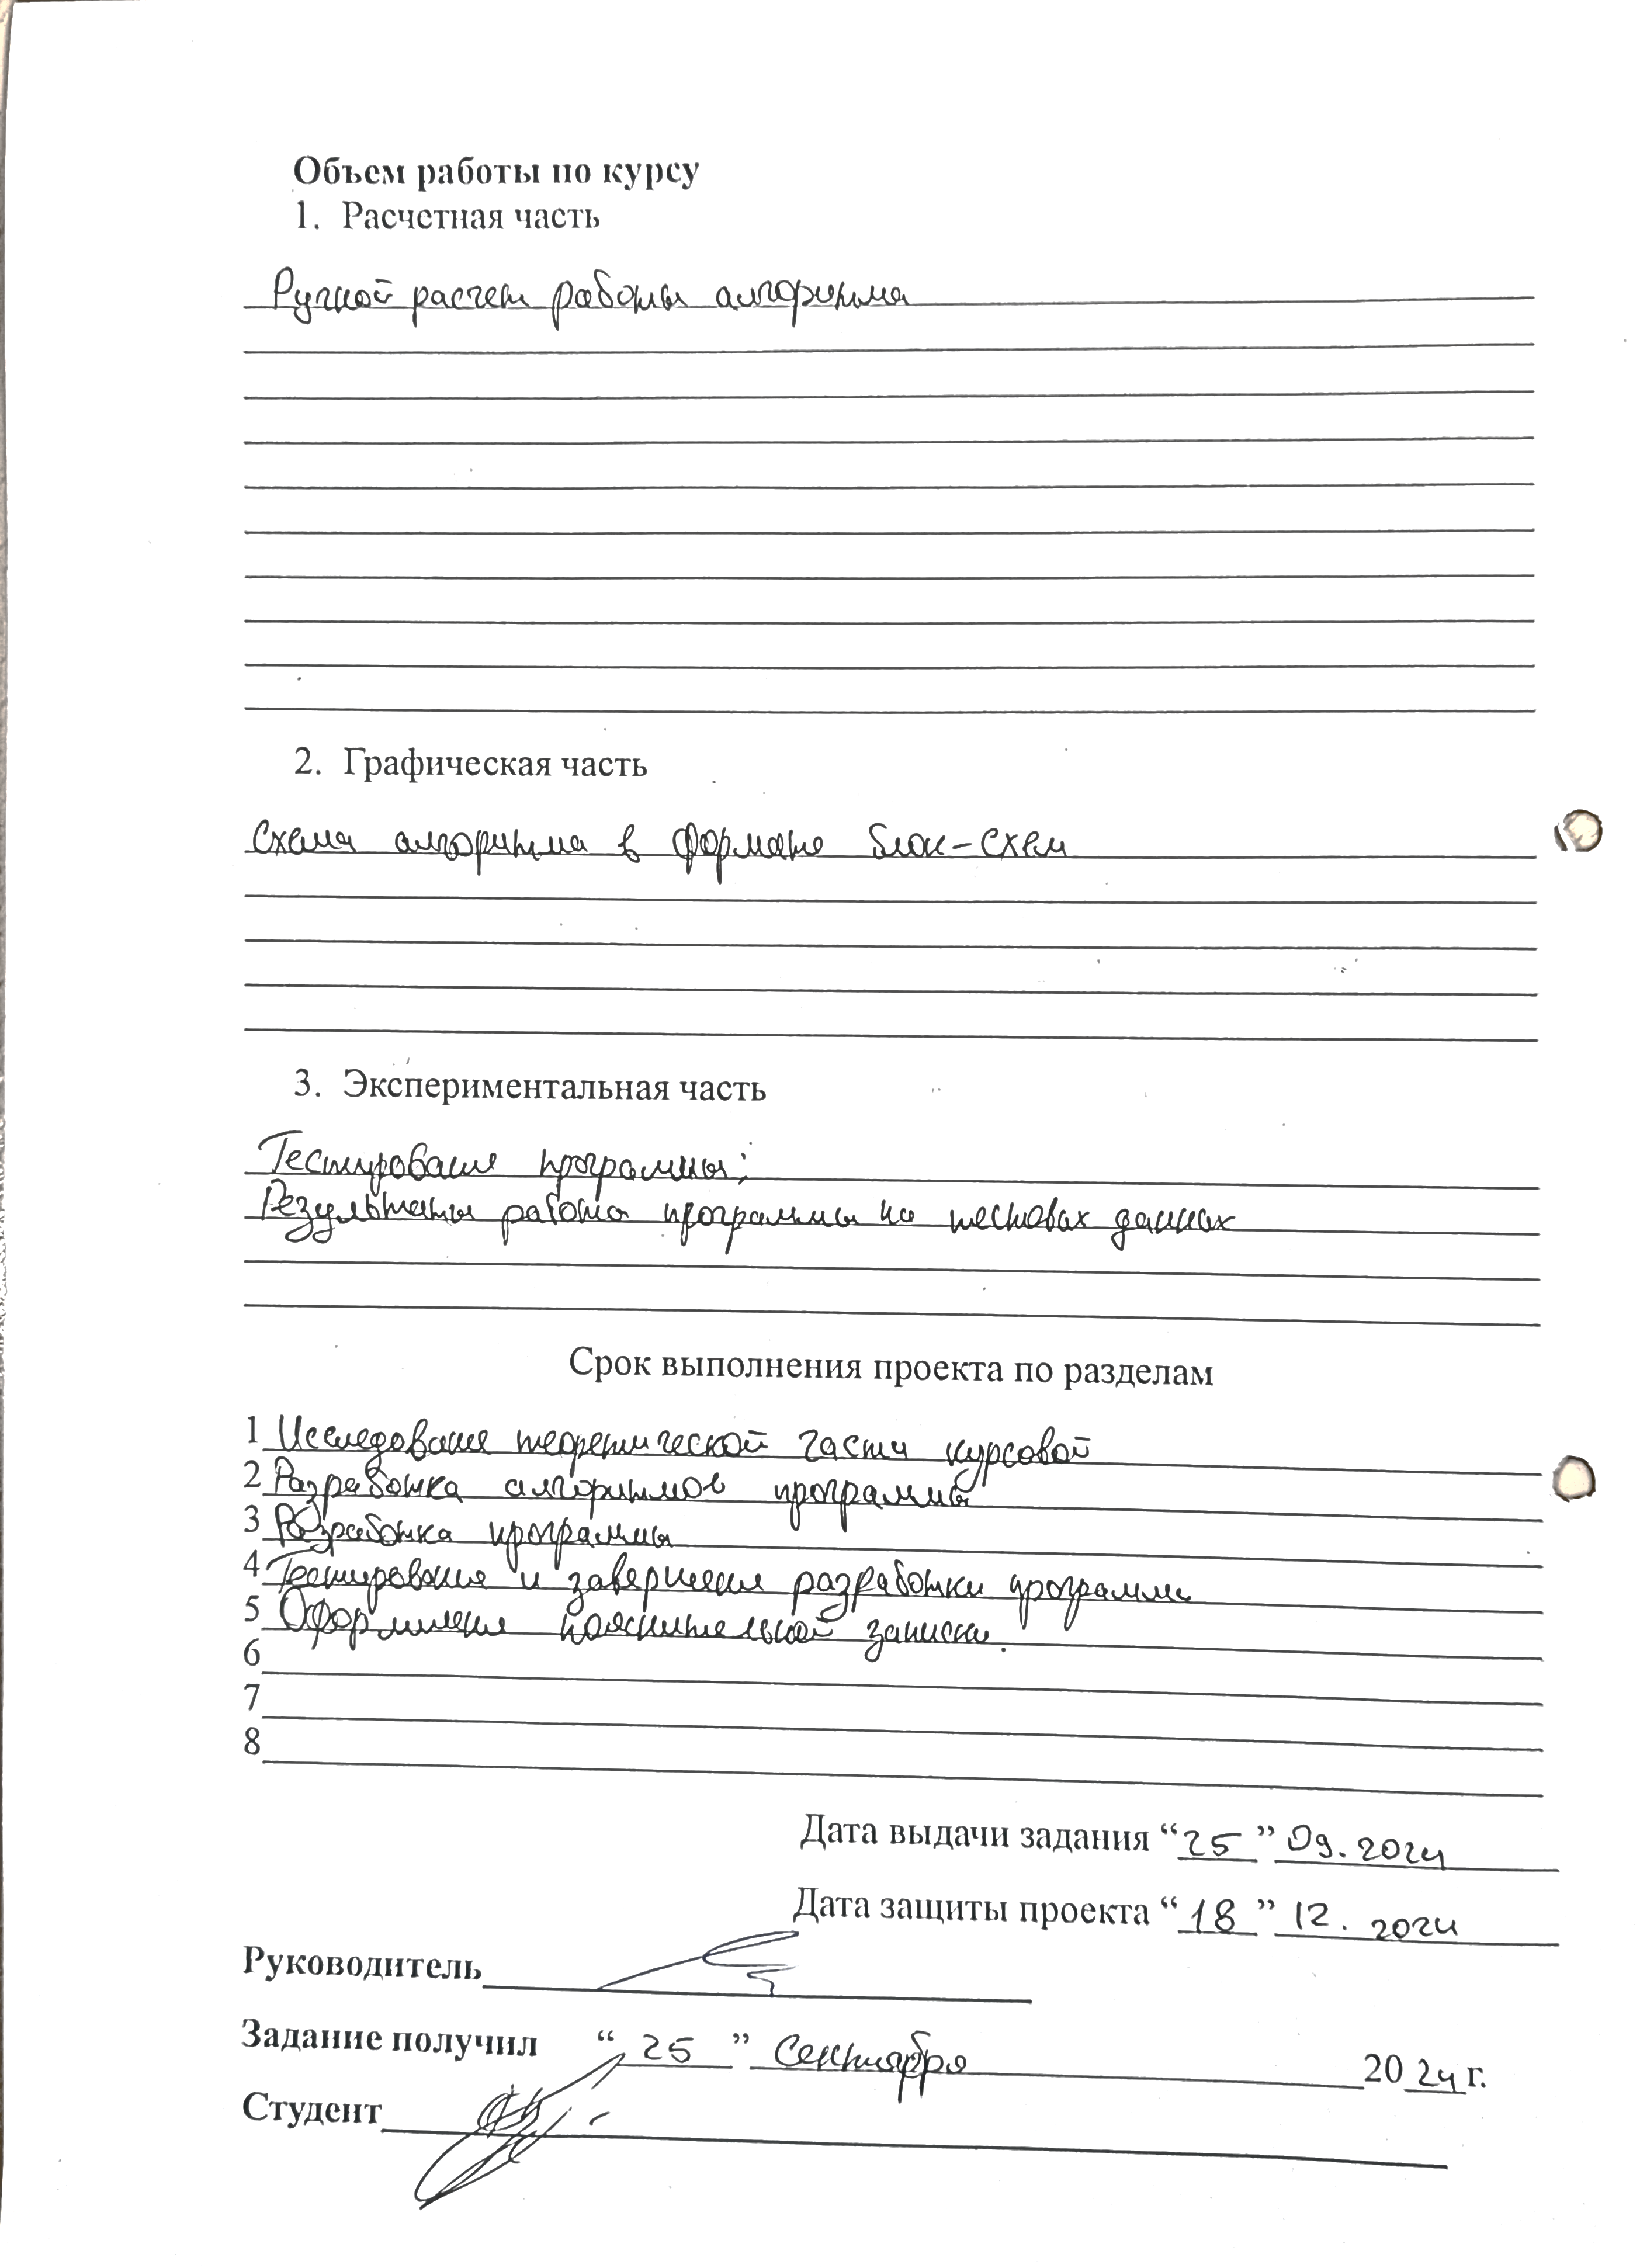 Объем работы по курсу
1. Расчетная часть
Ручной расчет работы алгоритма
2. Графическая часть
Схема алгоритма в формате блок-схем
3. Экспериментальная часть
Тестирование программы;
Результаты работы программы на тестовых данных
Срок выполнения проекта по разделам
1 Исследование теоретической части курсовой
2 Разработка алгоритмов программы
3 Разработка программы
4 Тестирование и завершение разработки программы
5 Оформление пояснительной записки.
6
7
8
Дата выдачи задания “25” 09.2024
Дата защиты проекта “18” 12.2024
Руководитель
Задание получил “25” Сентября 2024 г.
Студент